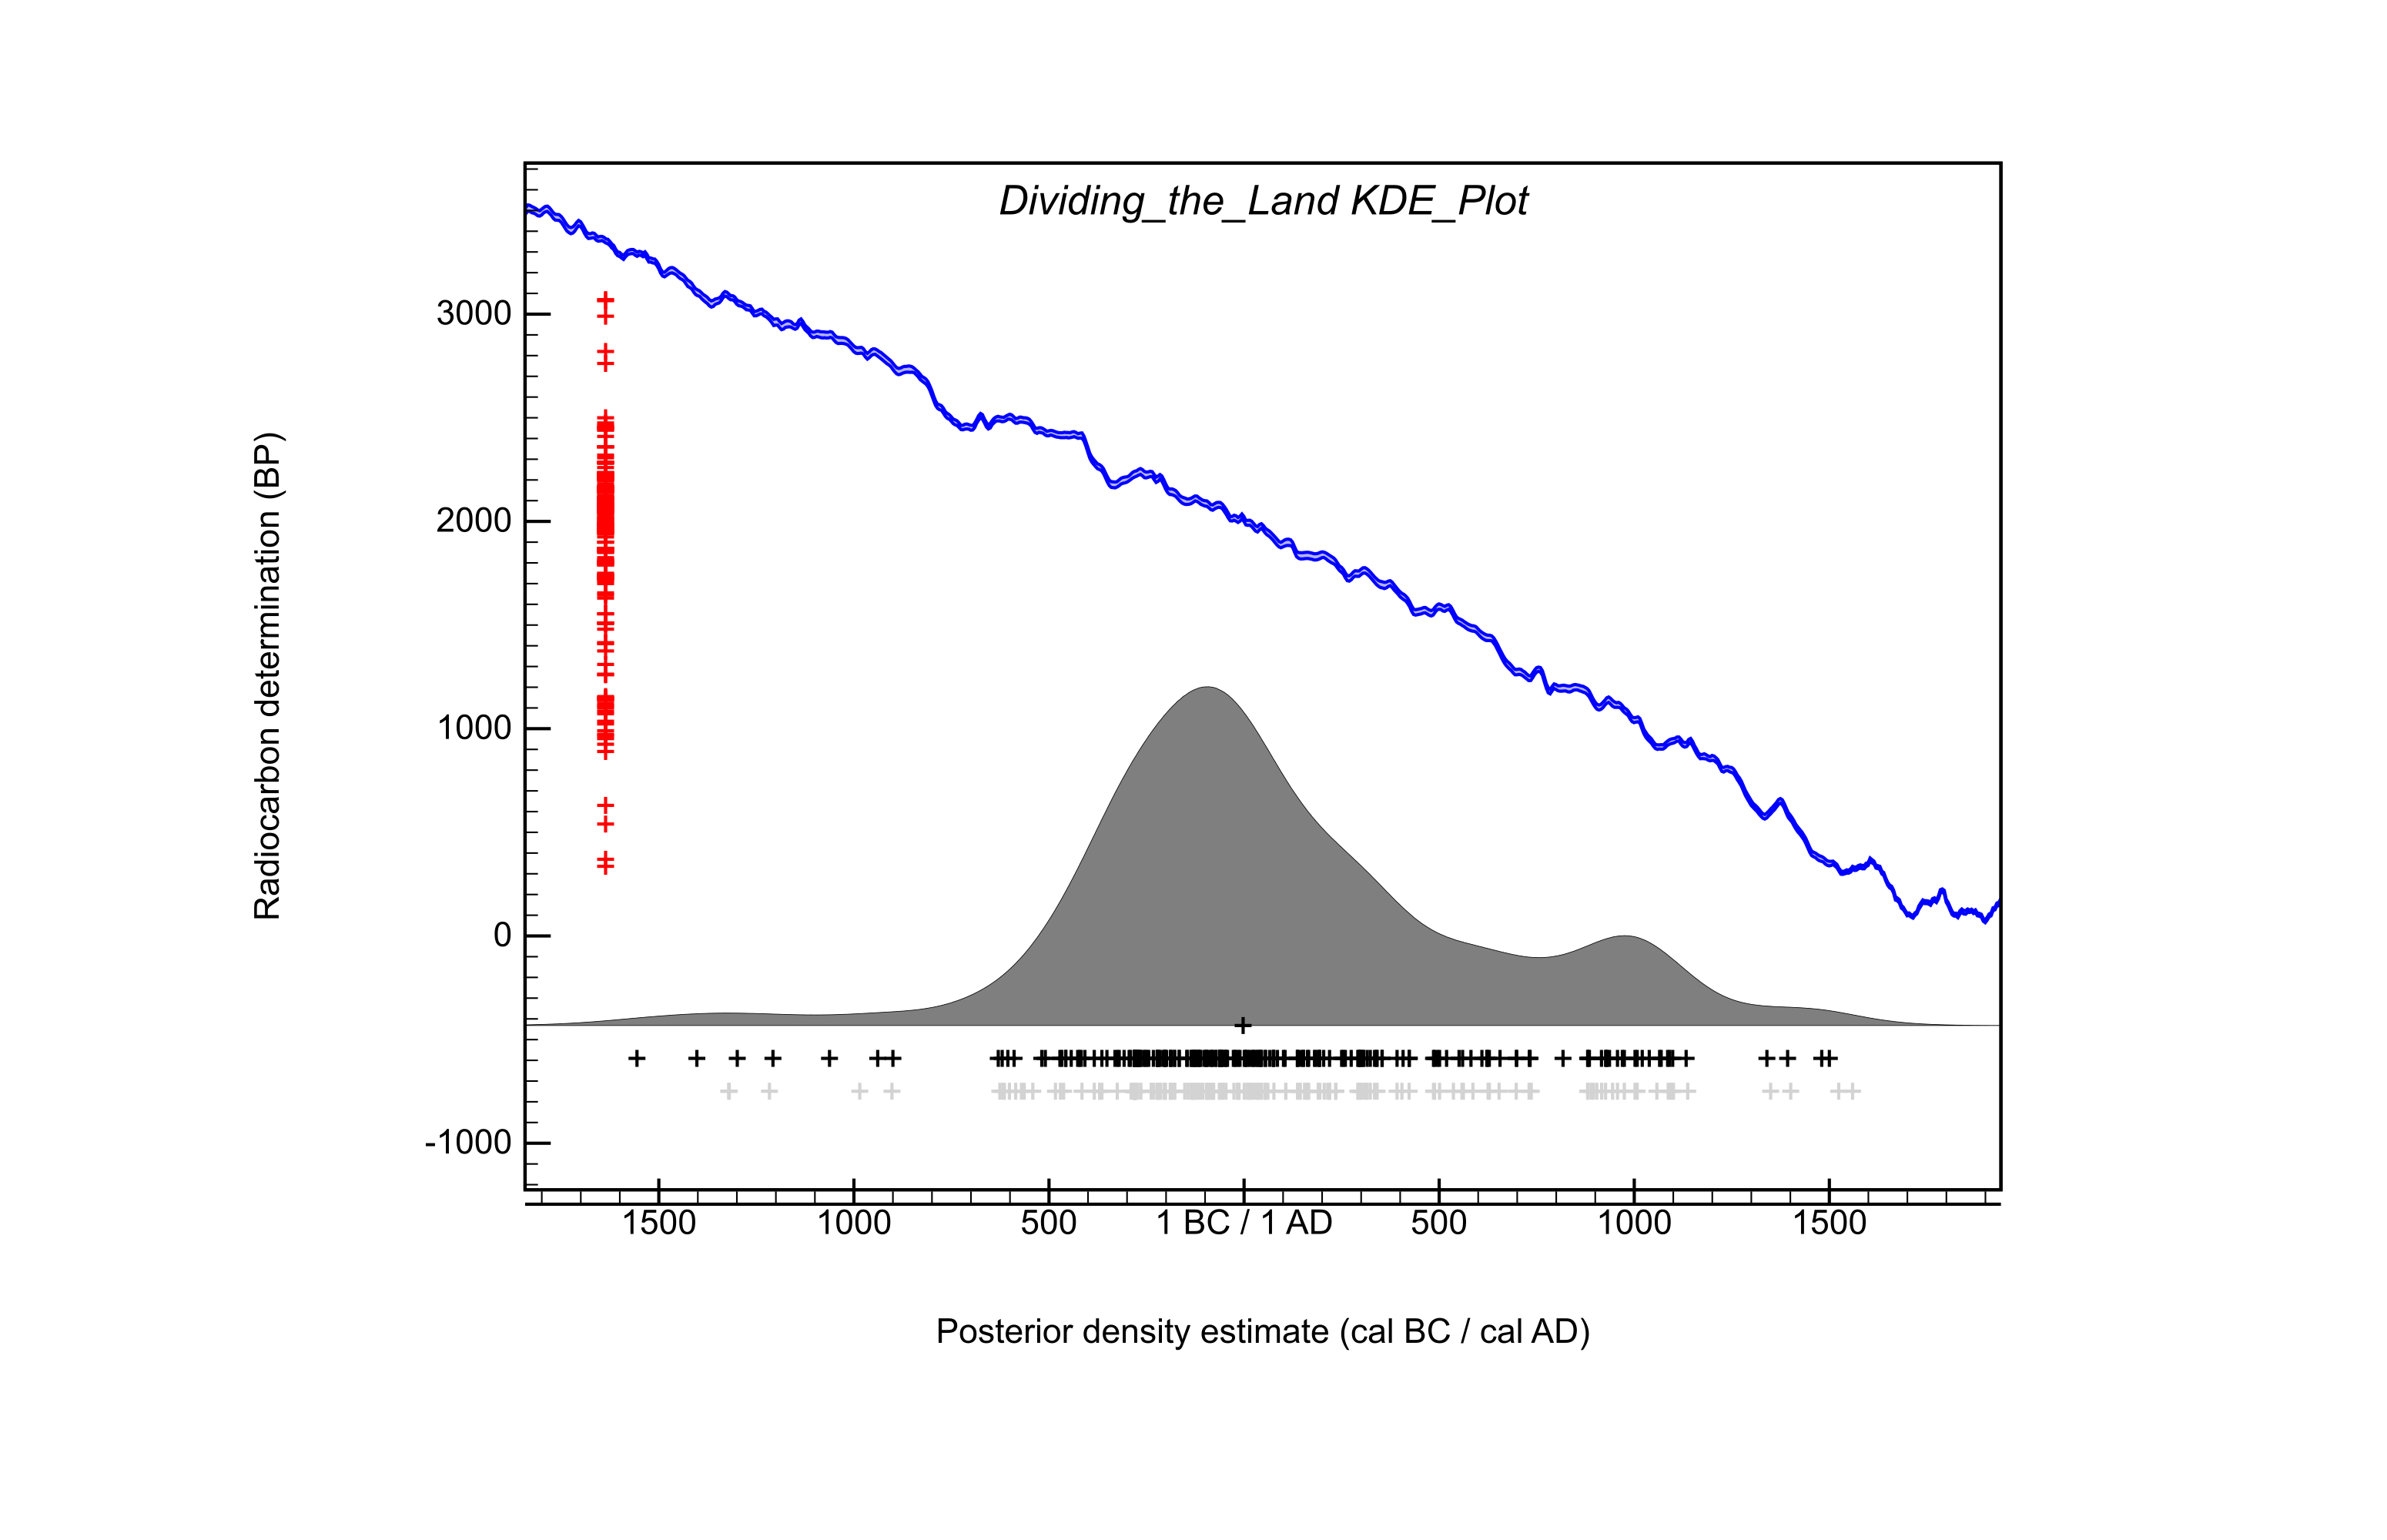 Dividing_the_Land KDE_Plot
Radiocarbon determination (BP)
3000
2000
1000
0
-1000
1500 1000 500 1 BC / 1 AD 500 1000 1500
Posterior density estimate (cal BC / cal AD)